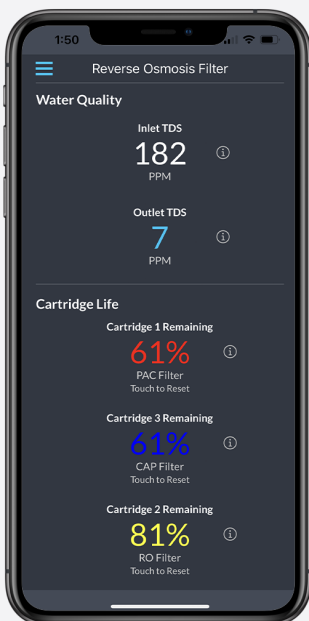 1:50
Reverse Osmosis Filter
Water Quality
Inlet TDS
182
PPM
Outlet TDS
7
PPM
Cartridge Life
Cartridge 1 Remaining
61%
PAC Filter
Touch to Reset
Cartridge 3 Remaining
61%
CAP Filter
Touch to Reset
Cartridge 2 Remaining
81%
RO Filter
Touch to Reset